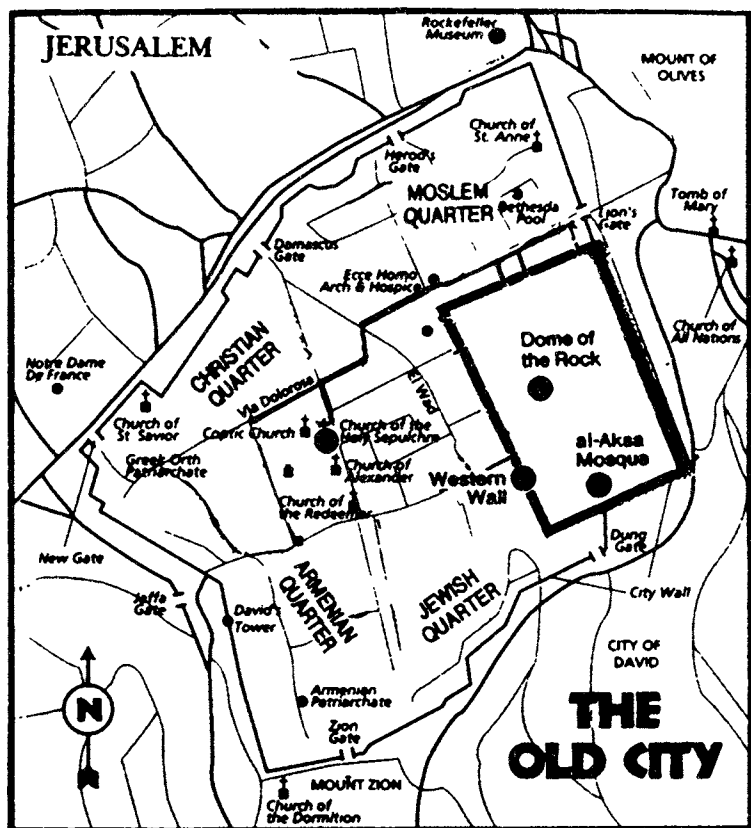 JERUSALEM
Rockefeller
Museum
MOUNT OF
OLIVES
Church of
St. Anne
Herod's
Gate
MOSLEM
QUARTER
Bethesda
Pool
Lion's
Gate
Tomb of
Mary
Damascus
Gate
Ecce Homo
Arch & Hospice
Church of
All Nations
Dome of
the Rock
CHRISTIAN
QUARTER
Notre Dame
De France
Via Dolorosa
El Wad
Church of
St Savior
Coptic Church
Church of the
Holy Sepulchre
al-Aksa
Mosque
Greek Orth
Patriarchate
Church of
Alexander
Western
Wall
Church of
the Redeemer
New Gate
Dung
Gate
Jaffa
Gate
ARMENIAN
QUARTER
JEWISH
QUARTER
City Wall
David's
Tower
CITY OF
DAVID
Armenian
Patriarchate
N
Zion
Gate
THE
OLD CITY
MOUNT ZION
Church of
the Dormition